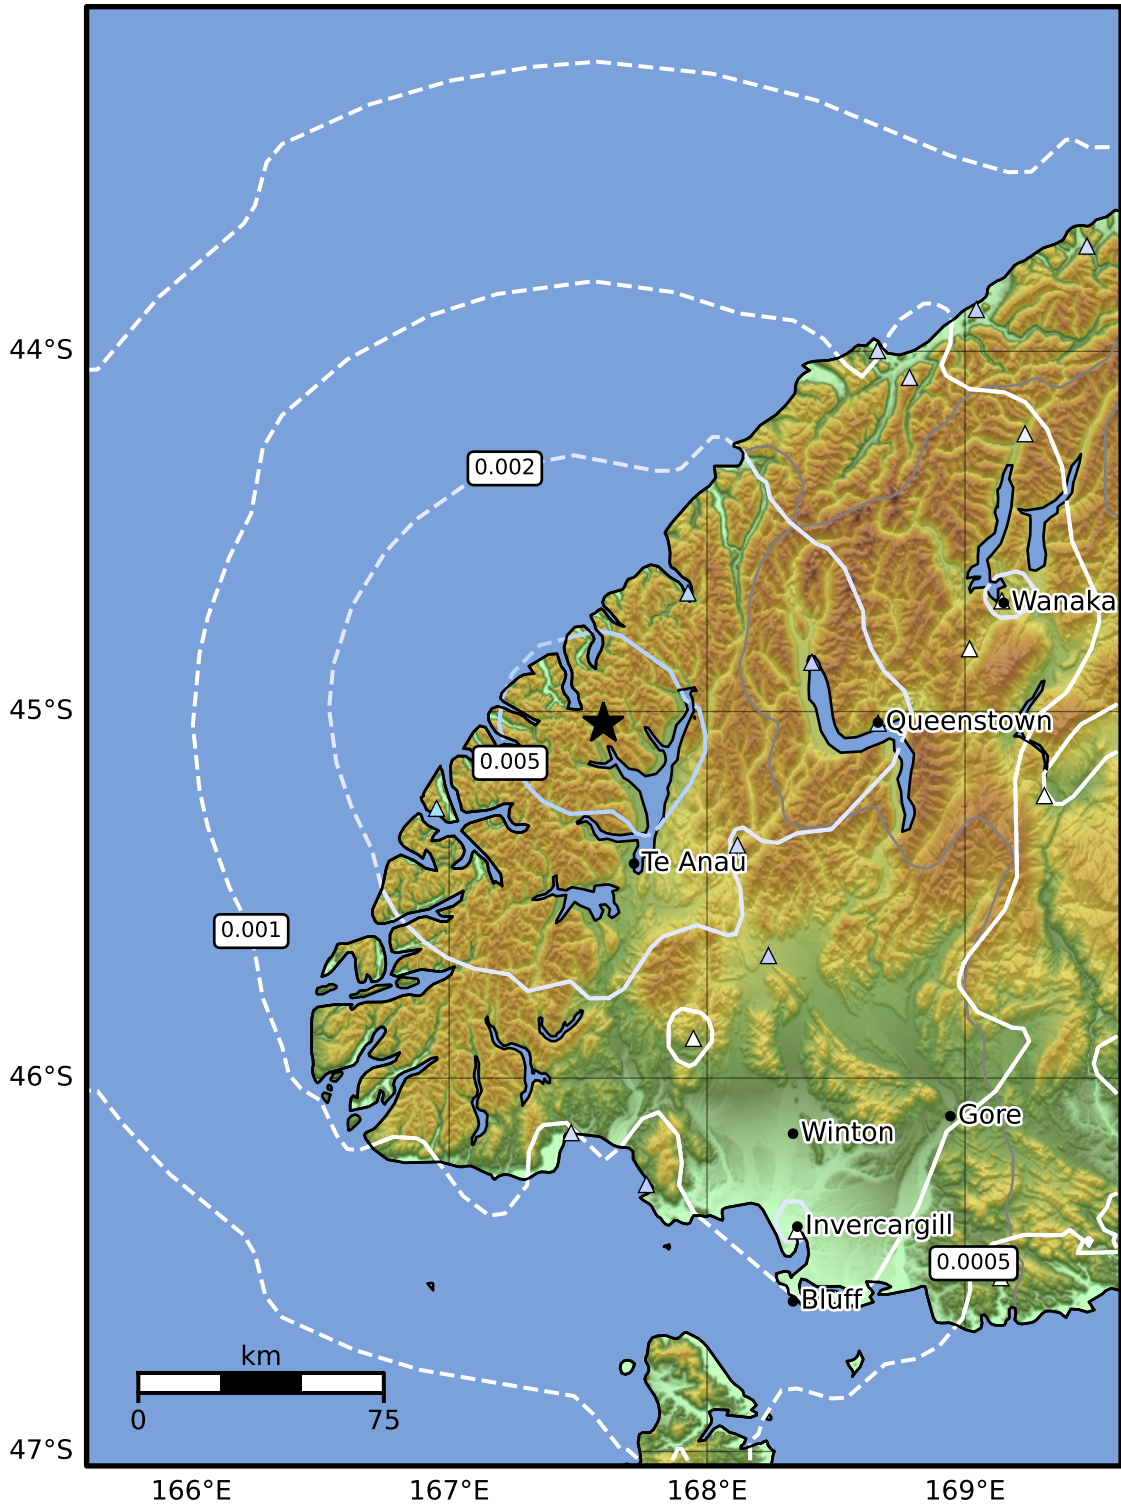 44°S
0.002
Wanaka
45°S
Queenstown
0.005
Te Anau
0.001
46°S
Gore
Winton
Invercargill
0.0005
Bluff
km
0
75
47°S
166°E
167°E
168°E
169°E